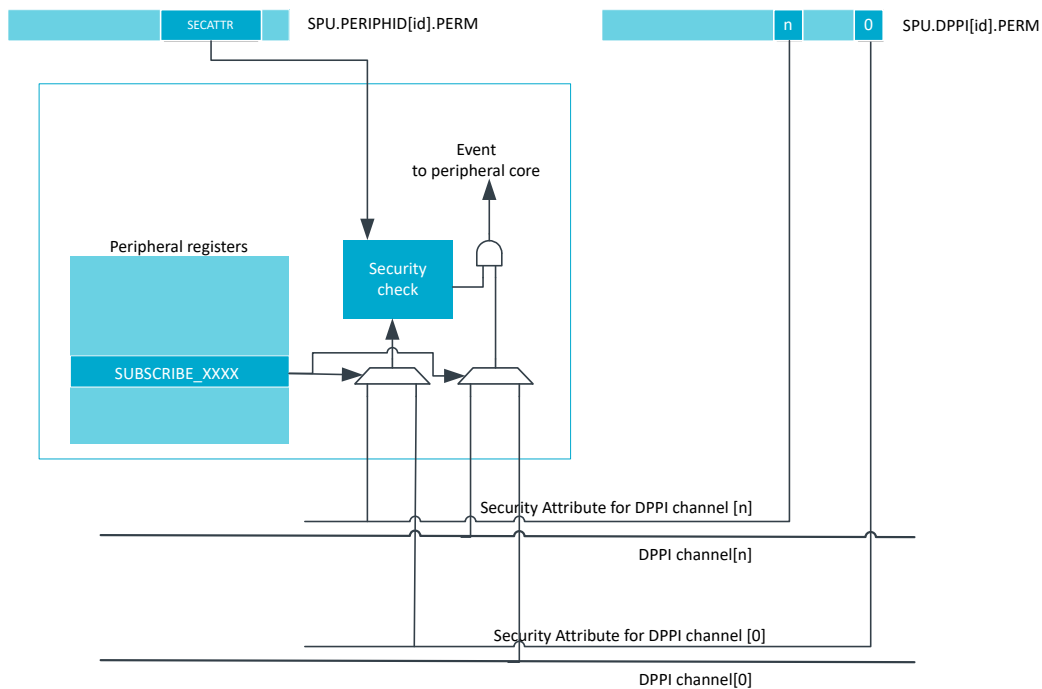 SECATTR
SPU.PERIPHID[id].PERM
n
0
SPU.DPPI[id].PERM
Event
to peripheral core
Peripheral registers
Security
check
SUBSCRIBE_XXXX
Security Attribute for DPPI channel [n]
DPPI channel[n]
Security Attribute for DPPI channel [0]
DPPI channel[0]